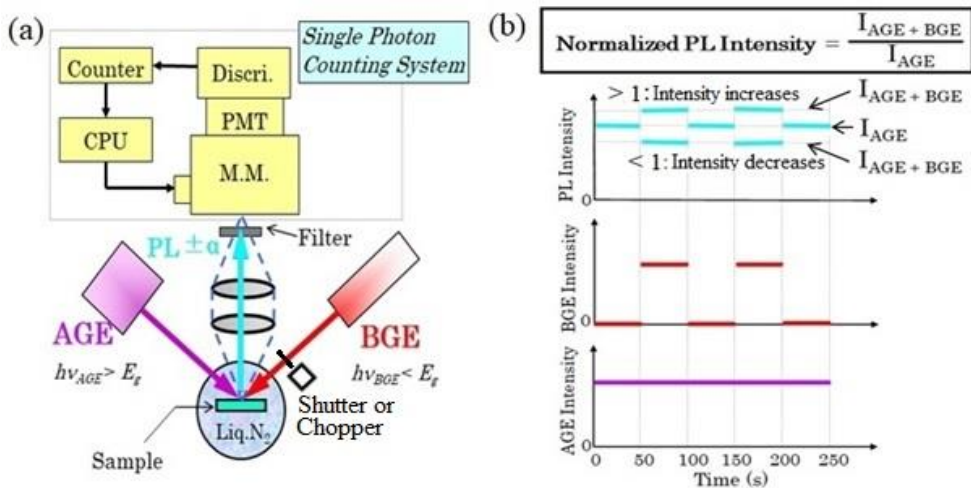 (a)
Single Photon
Counting System
Counter
Discri.
CPU
PMT
M.M.
Filter
PL ± α
AGE
hν_AGE > E_g
BGE
hν_BGE < E_g
Shutter or
Chopper
Liq.N₂
Sample
(b)
Normalized PL Intensity = I_AGE + BGE / I_AGE
> 1: Intensity increases
I_AGE + BGE
I_AGE
< 1: Intensity decreases
I_AGE + BGE
PL Intensity
0
BGE Intensity
0
AGE Intensity
0
0 50 100 150 200 250
Time (s)